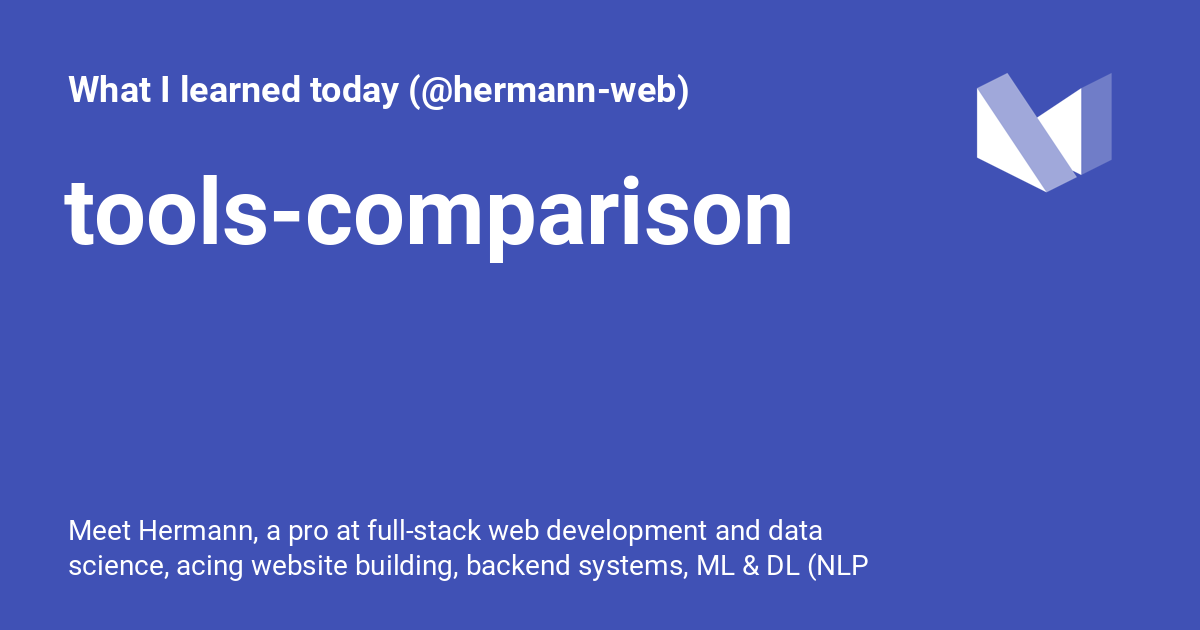 What I learned today (@hermann-web)
tools-comparison
Meet Hermann, a pro at full-stack web development and data
science, acing website building, backend systems, ML & DL (NLP